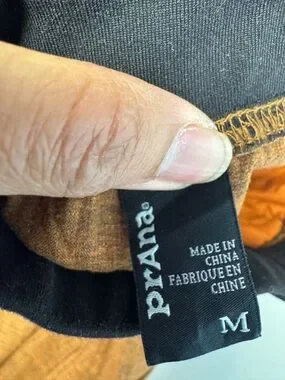 prAna®
MADE IN
CHINA
FABRIQUE EN
CHINE
M